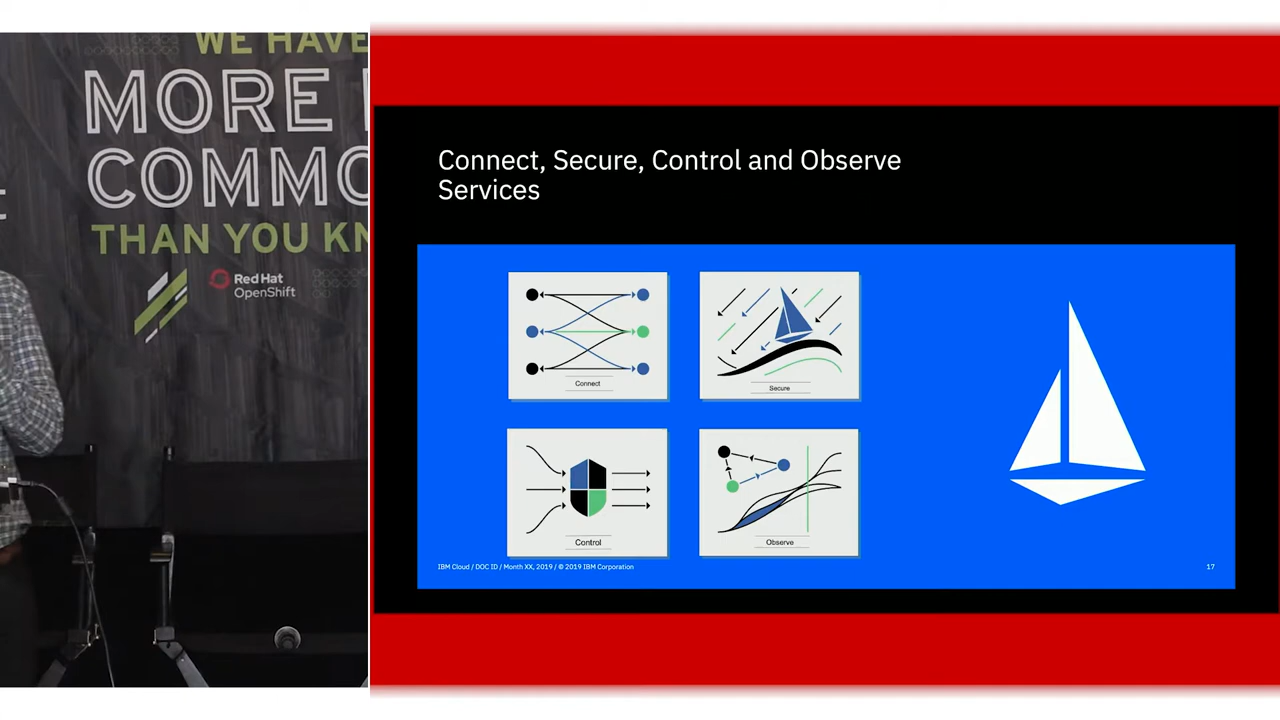 WE HAVE
MORE
COMMO
THAN YOU KN
Red Hat
OpenShift
Connect, Secure, Control and Observe
Services
Connect
Secure
Control
Observe
IBM Cloud / DOC ID / Month XX, 2019 / © 2019 IBM Corporation
17